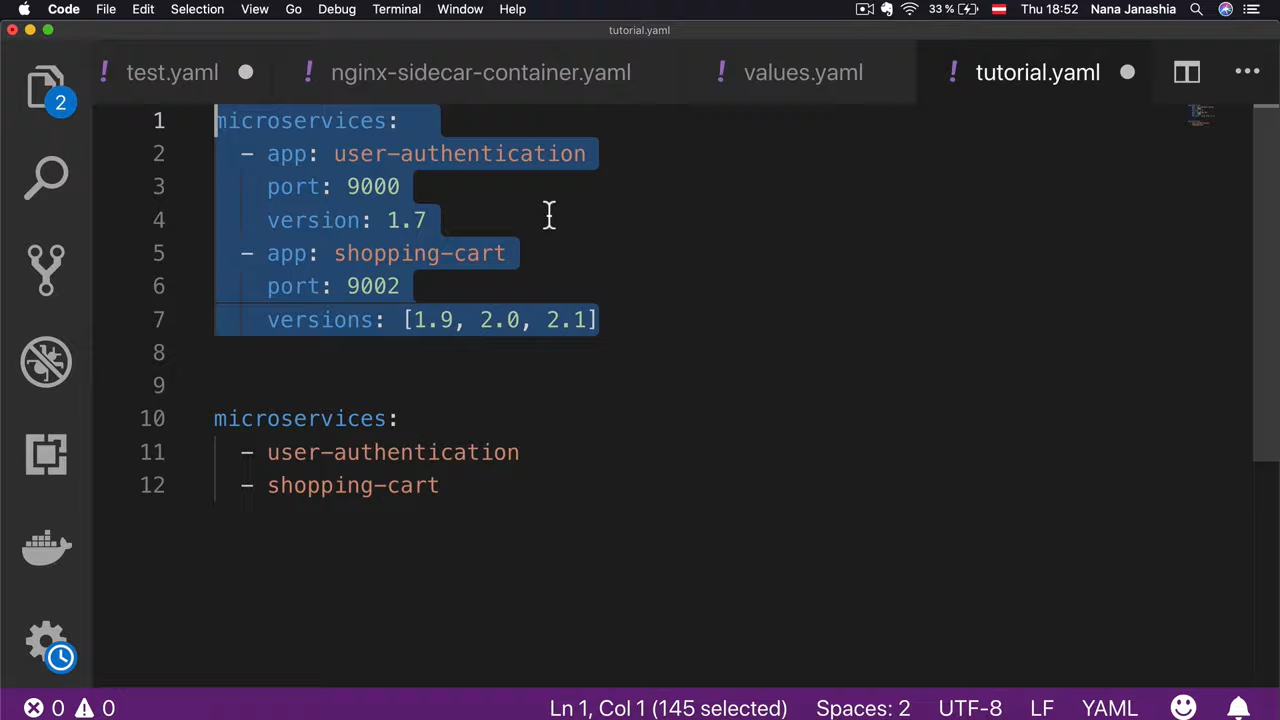 Code File Edit Selection View Go Debug Terminal Window Help 33% Thu 18:52 Nana Janashia
tutorial.yaml
! test.yaml ! nginx-sidecar-container.yaml ! values.yaml ! tutorial.yaml
2
1 microservices:
2 - app: user-authentication
3 port: 9000
4 version: 1.7
5 - app: shopping-cart
6 port: 9002
7 versions: [1.9, 2.0, 2.1]
8
9
10 microservices:
11 - user-authentication
12 - shopping-cart
0 0 Ln 1, Col 1 (145 selected) Spaces: 2 UTF-8 LF YAML